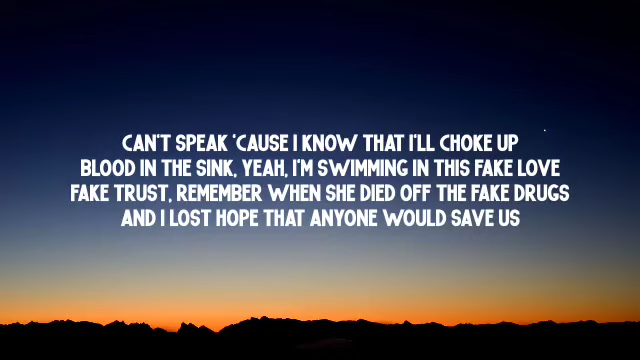 CAN'T SPEAK 'CAUSE I KNOW THAT I'LL CHOKE UP
BLOOD IN THE SINK, YEAH, I'M SWIMMING IN THIS FAKE LOVE
FAKE TRUST, REMEMBER WHEN SHE DIED OFF THE FAKE DRUGS
AND I LOST HOPE THAT ANYONE WOULD SAVE US